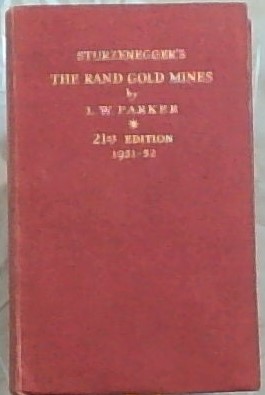 STURZENEGGER'S
THE RAND GOLD MINES
by
I. W. PARKER
21ST EDITION
1951-52